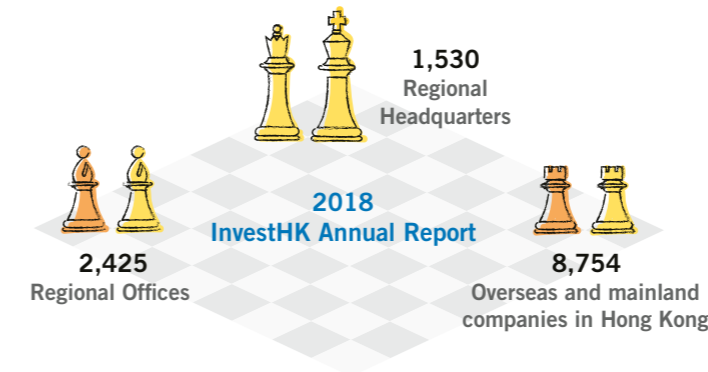 1,530
Regional
Headquarters
2018
InvestHK Annual Report
2,425
Regional Offices
8,754
Overseas and mainland
companies in Hong Kong